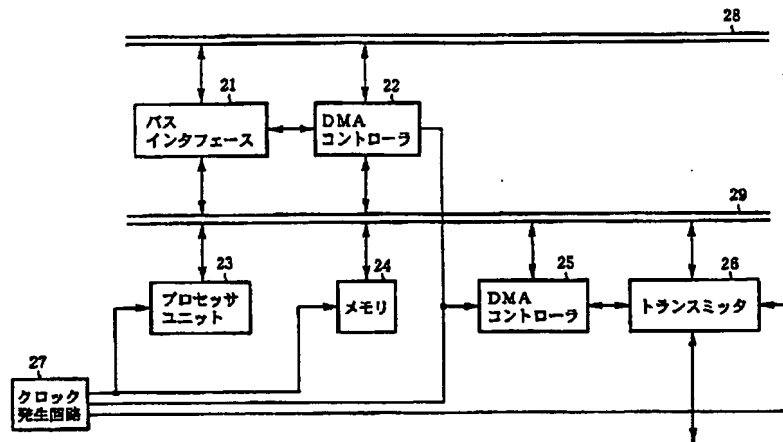 28
21
22
バス
インタフェース
DMA
コントローラ
29
23
24
25
26
プロセッサ
ユニット
メモリ
DMA
コントローラ
トランスミッタ
27
クロック
発生回路